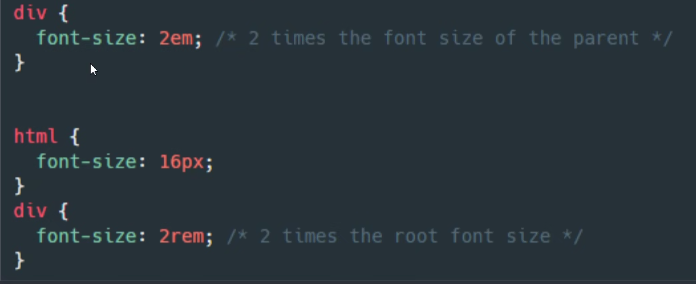 div {
  font-size: 2em; /* 2 times the font size of the parent */
}
html {
  font-size: 16px;
}
div {
  font-size: 2rem; /* 2 times the root font size */
}